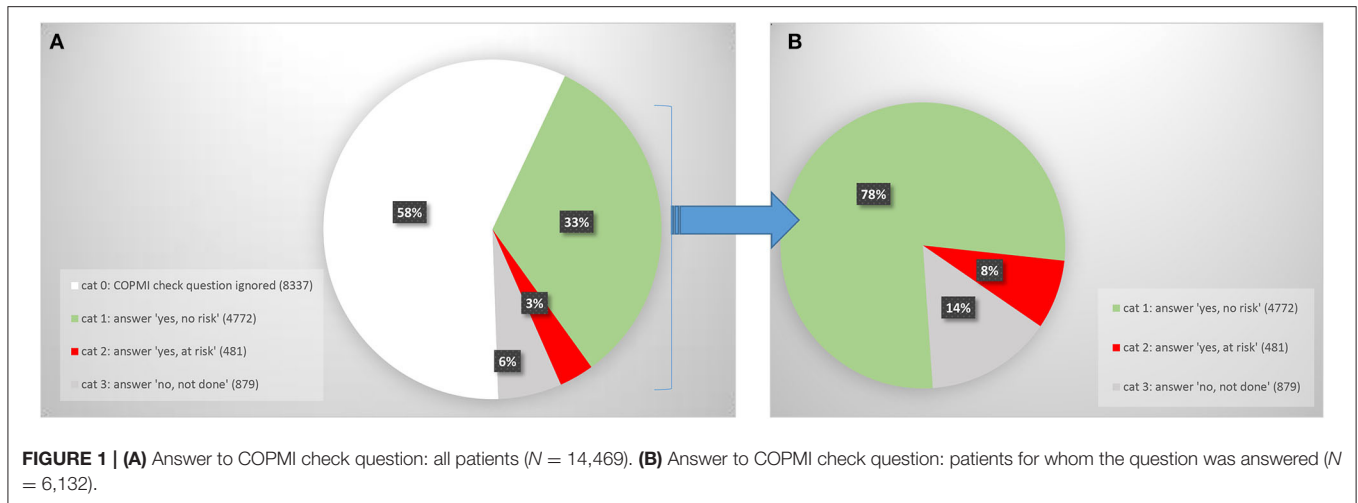 A
58%
33%
3%
6%
cat 0: COPMI check question ignored (8337)
cat 1: answer 'yes, no risk' (4772)
cat 2: answer 'yes, at risk' (481)
cat 3: answer 'no, not done' (879)
B
78%
8%
14%
cat 1: answer 'yes, no risk' (4772)
cat 2: answer 'yes, at risk' (481)
cat 3: answer 'no, not done' (879)
FIGURE 1 | (A) Answer to COPMI check question: all patients (N = 14,469). (B) Answer to COPMI check question: patients for whom the question was answered (N
= 6,132).